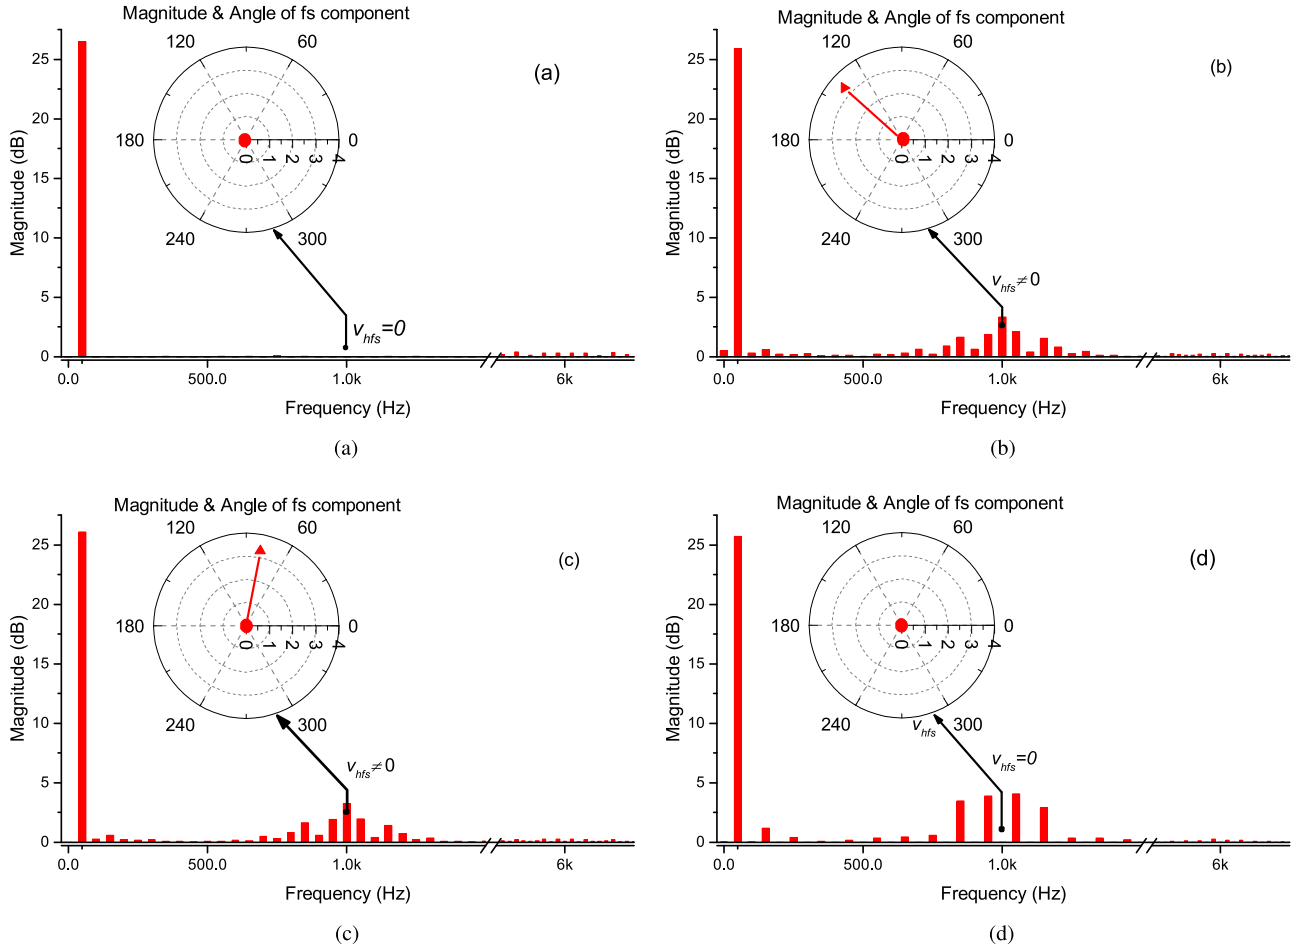 Magnitude & Angle of fs component
120 60
(a)
180 0
0 1 2 3 4
240 300
v_hfs=0
25
20
15
10
5
0
Magnitude (dB)
0.0 500.0 1.0k 6k
Frequency (Hz)
(a)
Magnitude & Angle of fs component
120 60
(b)
180 0
0 1 2 3 4
240 300
v_hfs≠0
25
20
15
10
5
0
Magnitude (dB)
0.0 500.0 1.0k 6k
Frequency (Hz)
(b)
Magnitude & Angle of fs component
120 60
(c)
180 0
0 1 2 3 4
240 300
v_hfs≠0
25
20
15
10
5
0
Magnitude (dB)
0.0 500.0 1.0k 6k
Frequency (Hz)
(c)
Magnitude & Angle of fs component
120 60
(d)
180 0
0 1 2 3 4
240 300
v_hfs
v_hfs=0
25
20
15
10
5
0
Magnitude (dB)
0.0 500.0 1.0k 6k
Frequency (Hz)
(d)